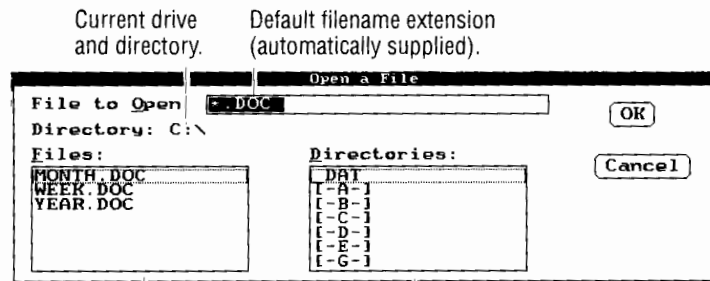 Current drive and directory.
Default filename extension (automatically supplied).
Open a File
File to Open *.DOC
OK
Directory: C:\
Files:
Directories:
Cancel
MONTH.DOC
WEEK.DOC
YEAR.DOC
DAT
[-A-]
[-B-]
[-C-]
[-D-]
[-E-]
[-G-]